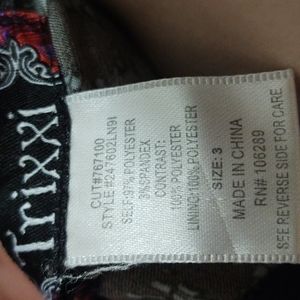 Trixxi
CUT#767100
STYLE#247602LN9I
SELF:97% POLYESTER
3%SPANDEX
CONTRAST:
100% POLYESTER
LINING:100% POLYESTER
SIZE: 3
MADE IN CHINA
RN# 106289
SEE REVERSE SIDE FOR CARE